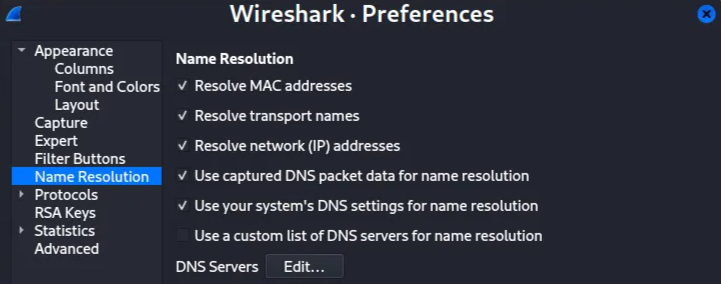 Wireshark · Preferences
Appearance
Columns
Font and Colors
Layout
Capture
Expert
Filter Buttons
Name Resolution
Protocols
RSA Keys
Statistics
Advanced
Name Resolution
Resolve MAC addresses
Resolve transport names
Resolve network (IP) addresses
Use captured DNS packet data for name resolution
Use your system's DNS settings for name resolution
Use a custom list of DNS servers for name resolution
DNS Servers Edit...